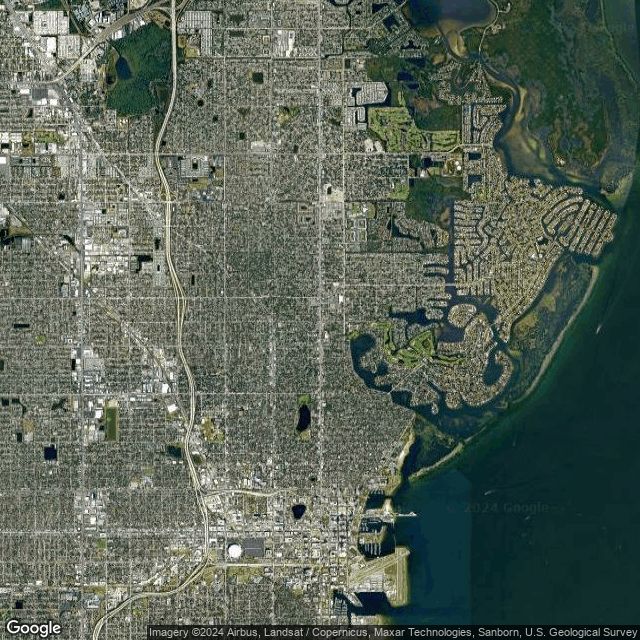 © 2024 Google
Google
Imagery ©2024 Airbus, Landsat / Copernicus, Maxar Technologies, Sanborn, U.S. Geological Survey